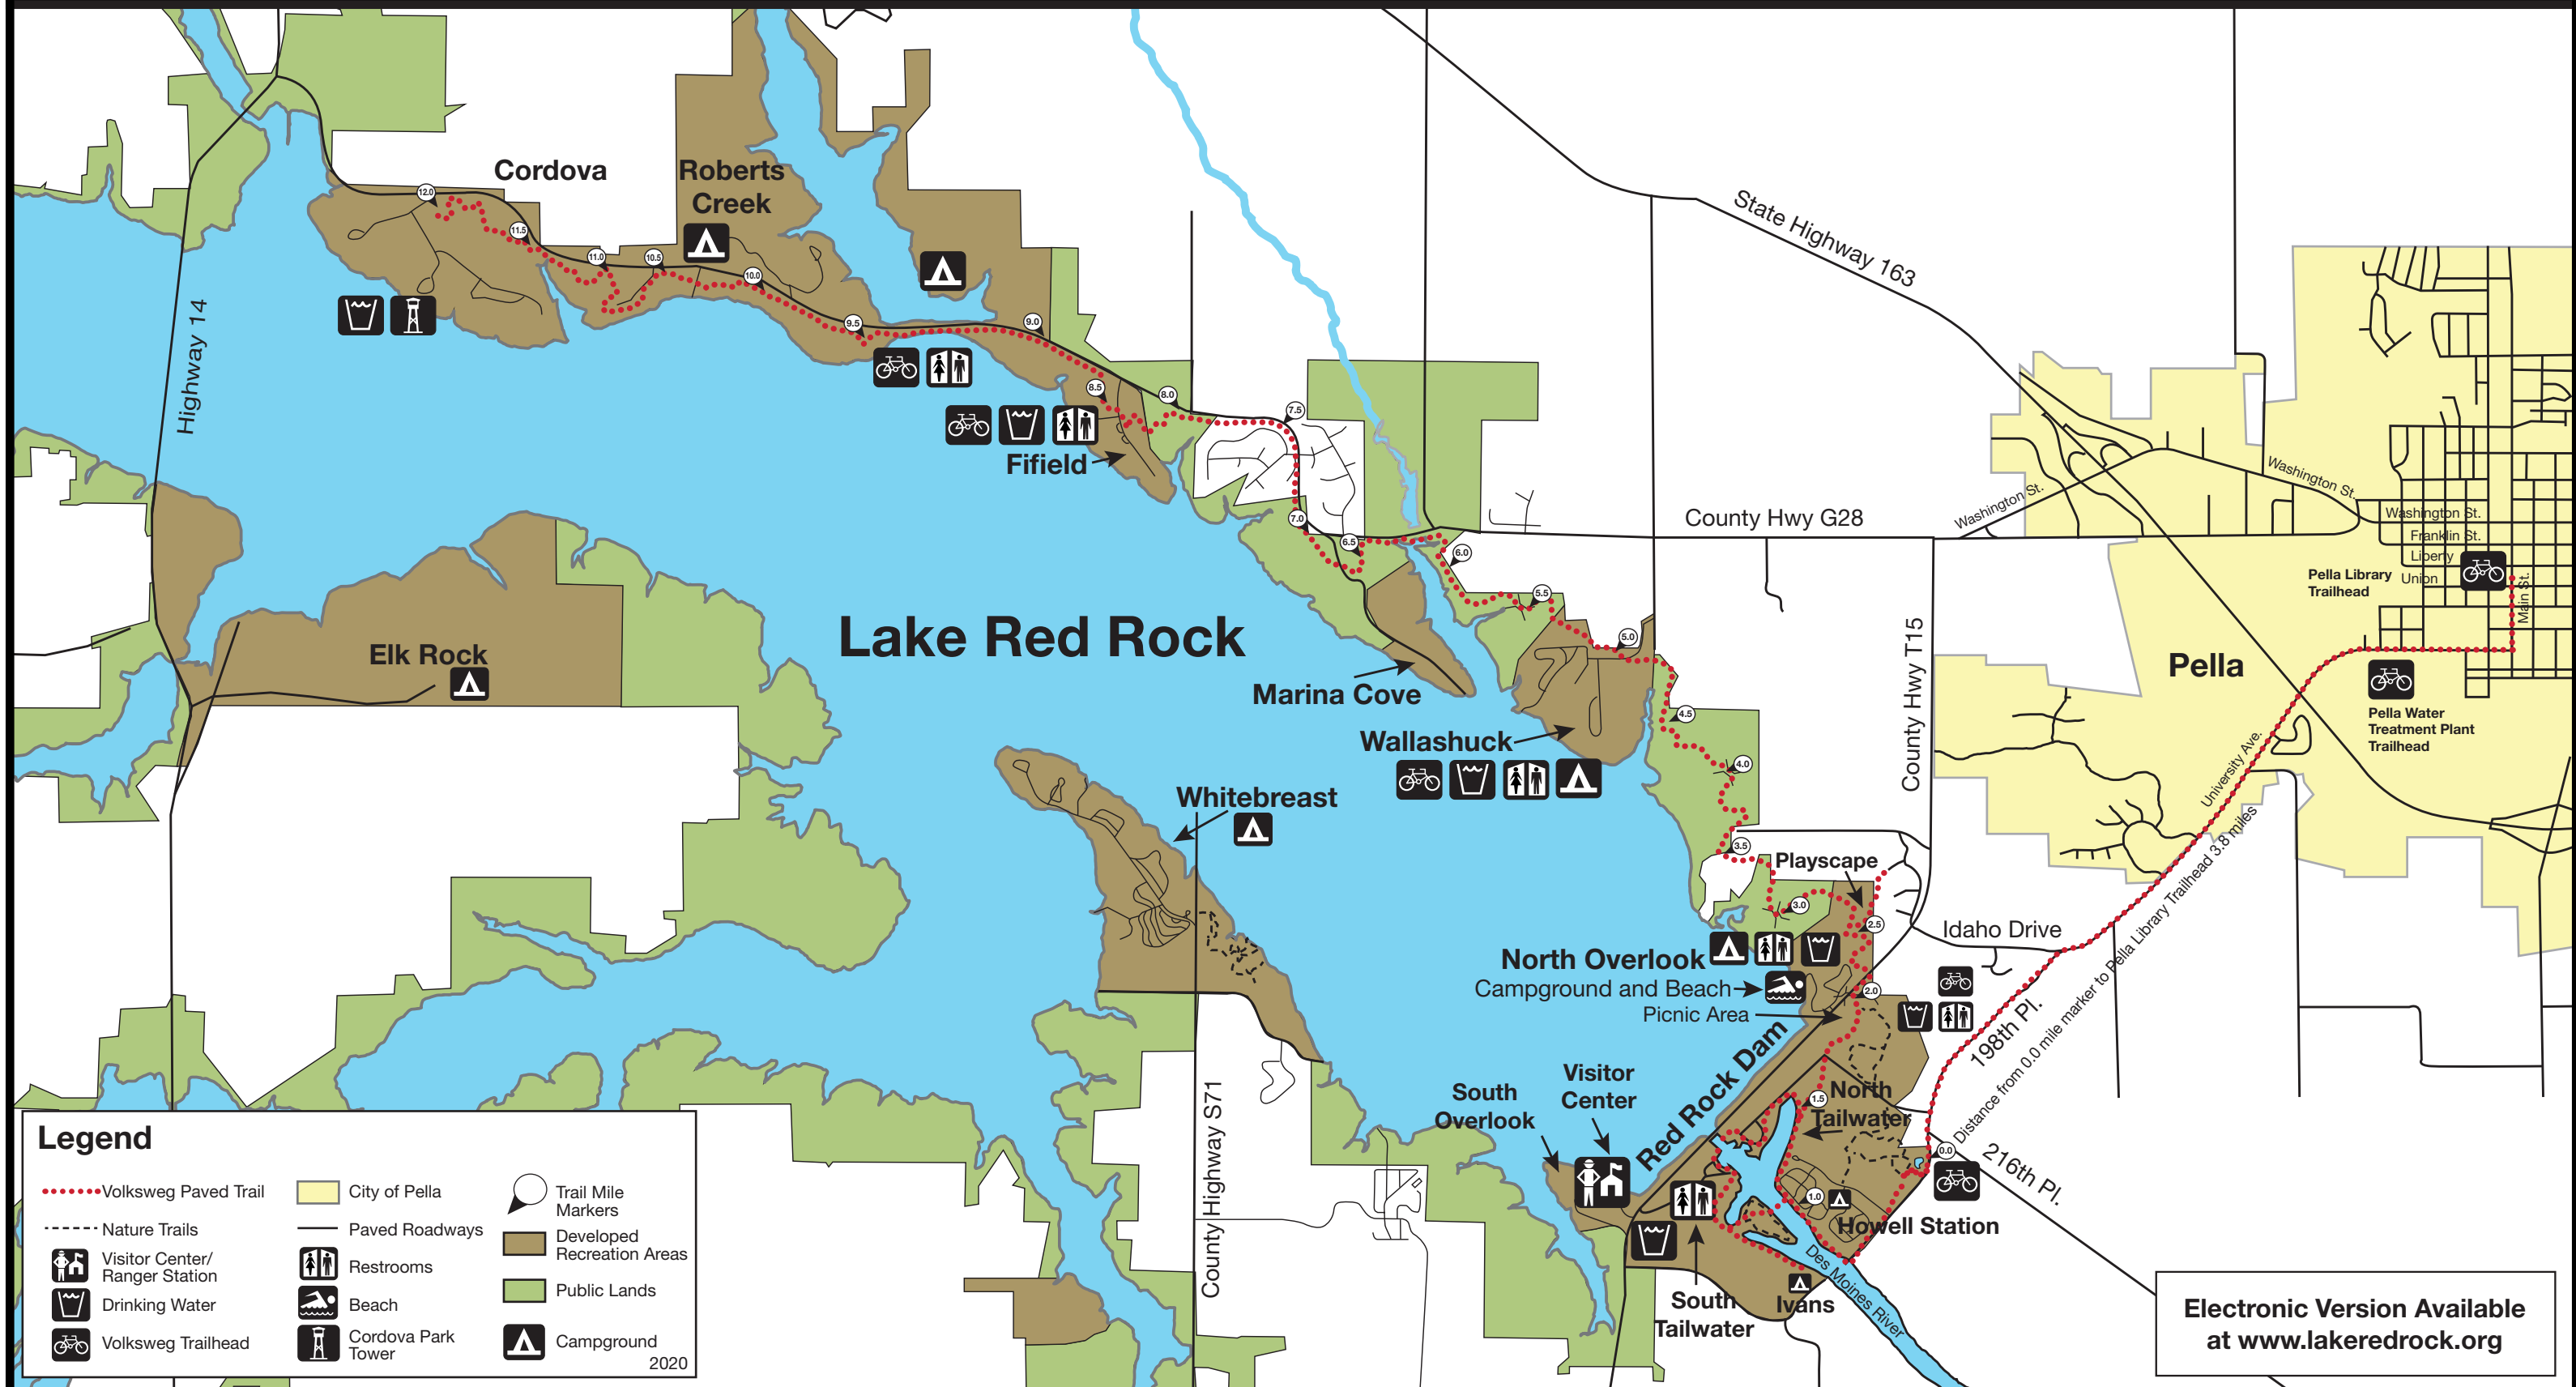 Cordova
Roberts
Creek
12.0
11.5
11.0
10.5
10.0
9.5
9.0
8.5
8.0
7.5
7.0
6.5
6.0
5.5
5.0
4.5
4.0
3.5
3.0
2.5
2.0
1.5
1.0
0.0
Highway 14
State Highway 163
Fifield
County Hwy G28
Washington St.
Washington St.
Washington St.
Franklin St.
Liberty
Union
Main St.
Pella Library
Trailhead
Elk Rock
Lake Red Rock
Marina Cove
Wallashuck
County Hwy T15
Pella
Pella Water
Treatment Plant
Trailhead
University Ave.
Whitebreast
Playscape
Idaho Drive
North Overlook
Campground and Beach
Picnic Area
198th Pl.
Distance from 0.0 mile marker to Pella Library Trailhead 3.8 miles
216th Pl.
Red Rock Dam
Visitor
Center
South
Overlook
North
Tailwater
Howell Station
County Highway S71
South
Tailwater
Ivans
Des Moines River
Legend
Volksweg Paved Trail
Nature Trails
Visitor Center/
Ranger Station
Drinking Water
Volksweg Trailhead
City of Pella
Paved Roadways
Restrooms
Beach
Cordova Park
Tower
Trail Mile
Markers
Developed
Recreation Areas
Public Lands
Campground
2020
Electronic Version Available
at www.lakeredrock.org